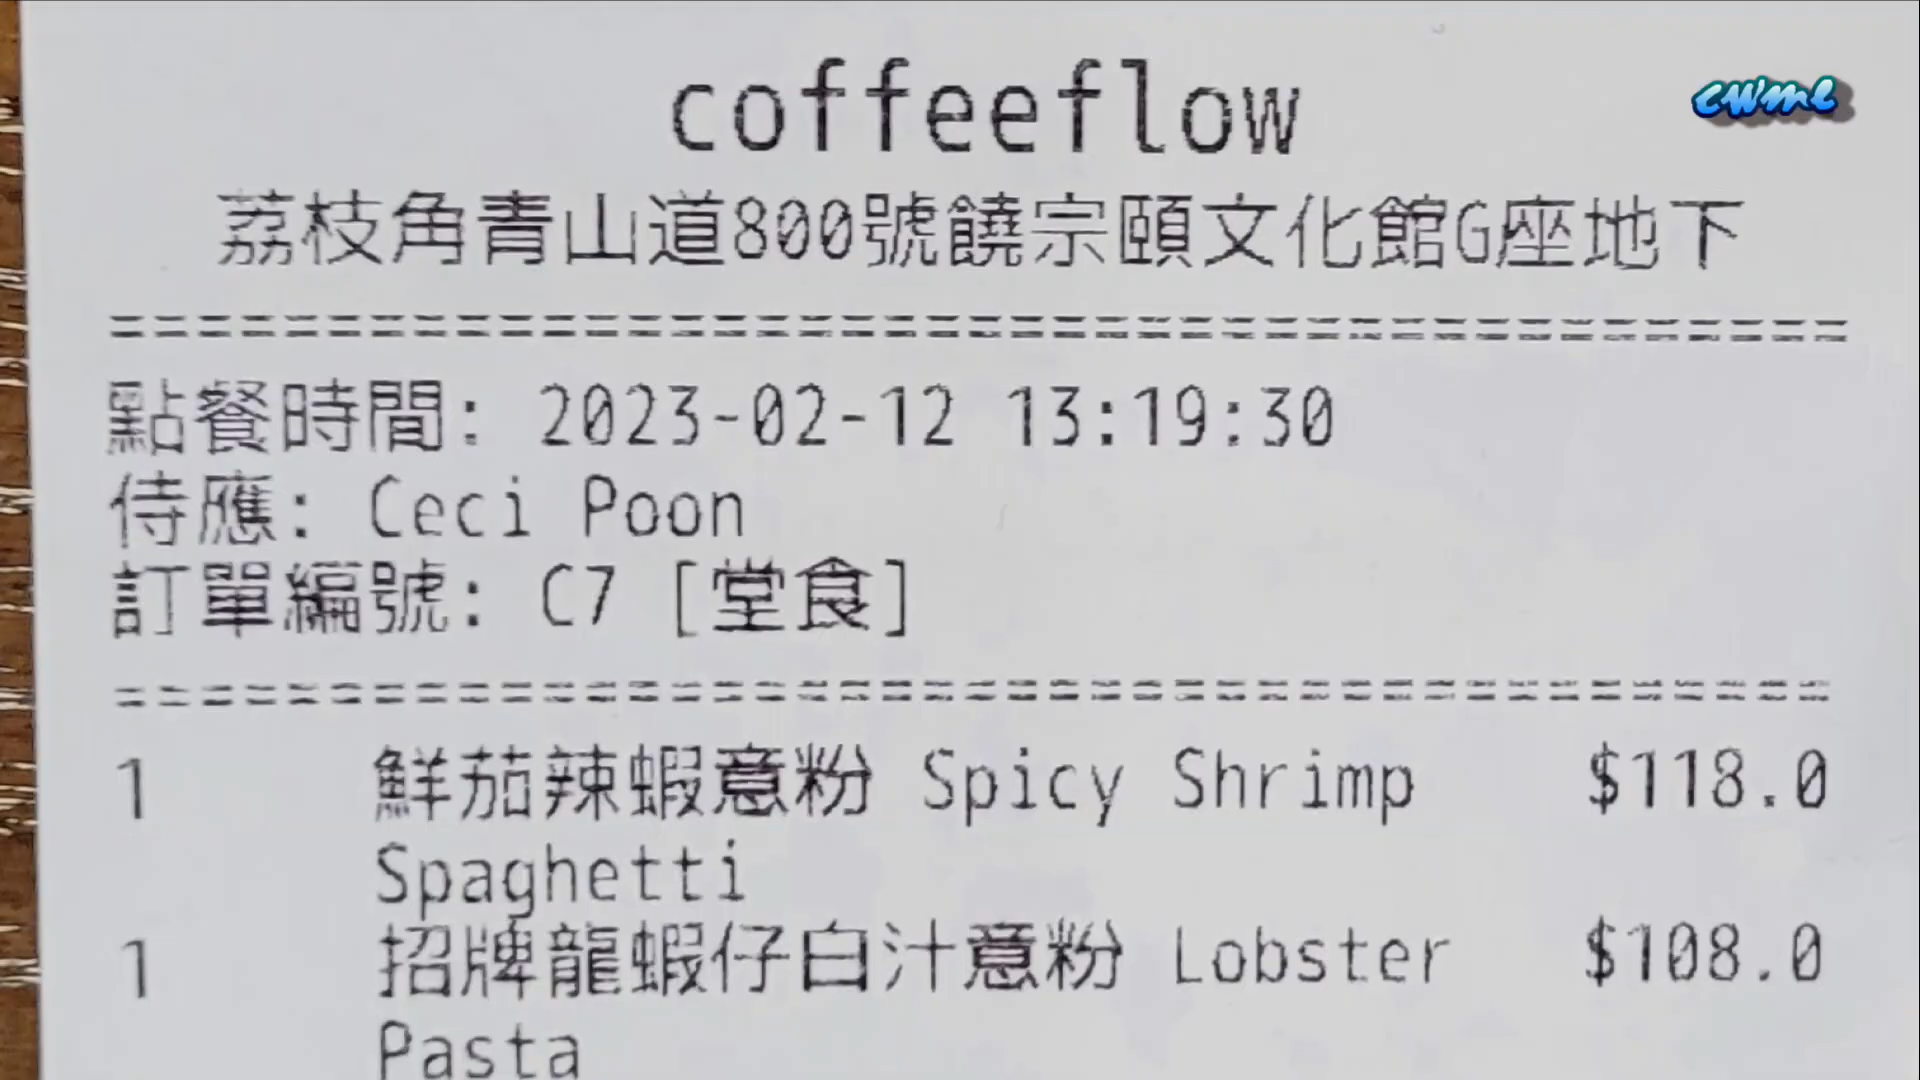 coffeeflow
cwml
荔枝角青山道800號饒宗頤文化館G座地下
========================================
點餐時間: 2023-02-12 13:19:30
侍應: Ceci Poon
訂單編號: C7 [堂食]
========================================
1 鮮茄辣蝦意粉 Spicy Shrimp $118.0
Spaghetti
1 招牌龍蝦仔白汁意粉 Lobster $108.0
Pasta